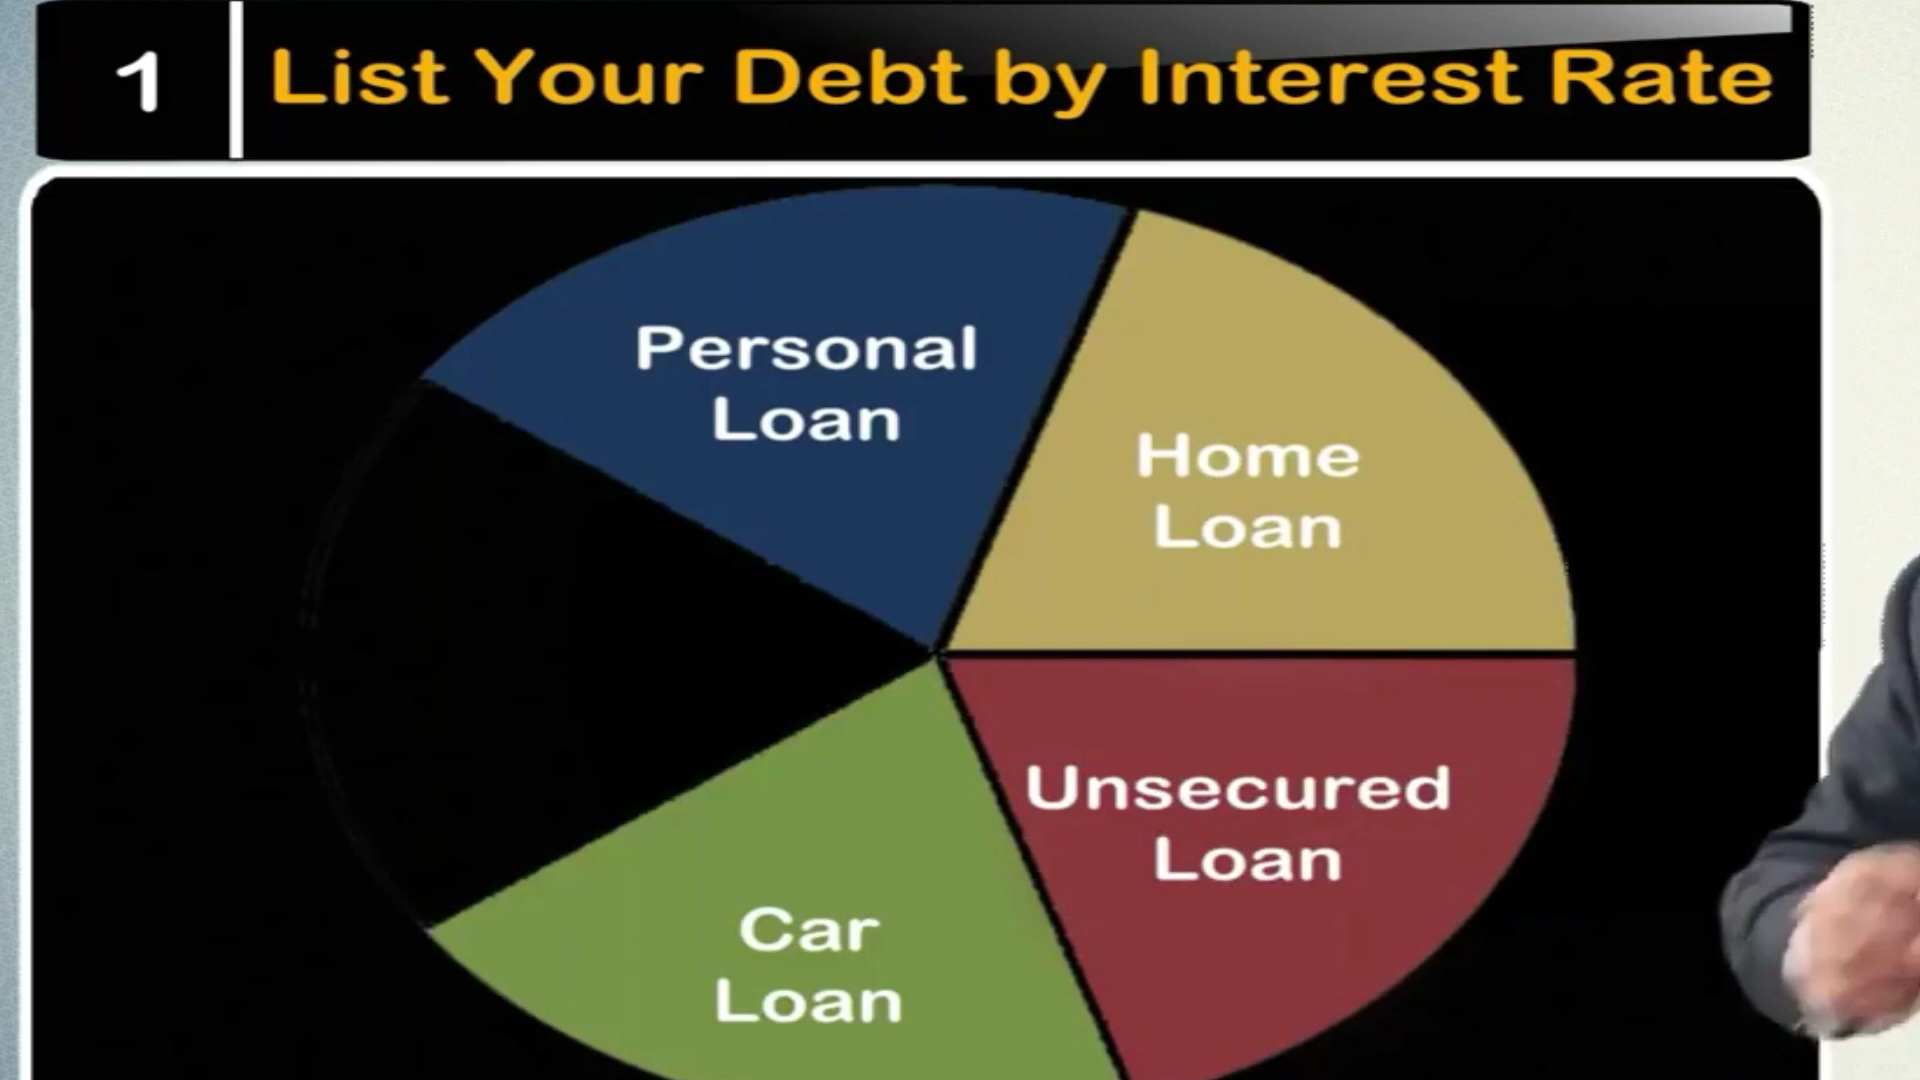 1
List Your Debt by Interest Rate
Personal
Loan
Home
Loan
Unsecured
Loan
Car
Loan